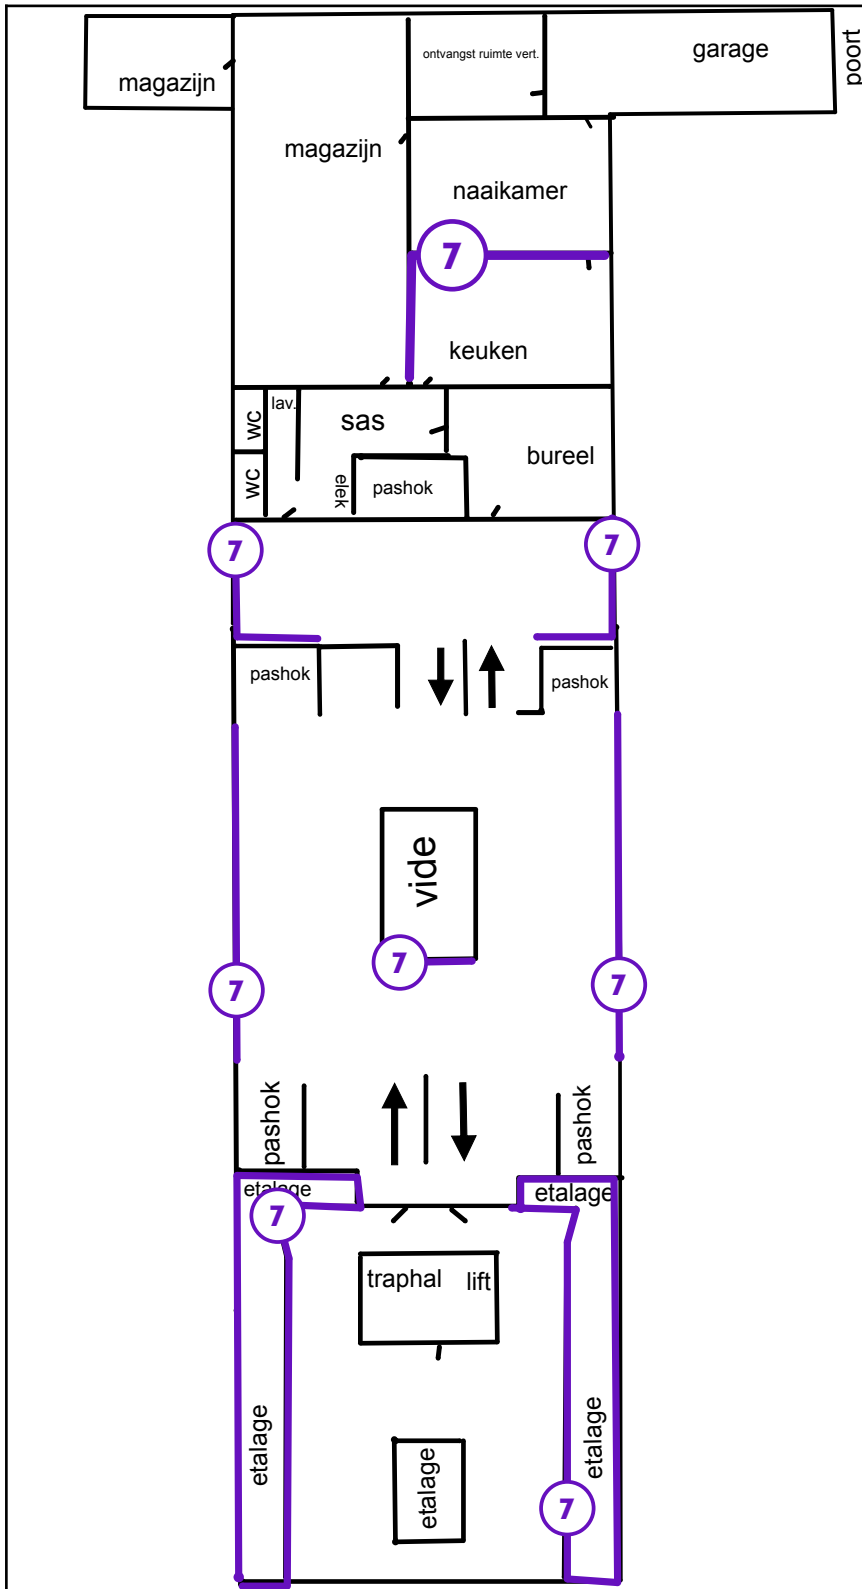 ontvangst ruimte vert.
garage
poort
magazijn
magazijn
naaikamer
7
keuken
lav.
wc
sas
bureel
wc
elek
pashok
7
7
pashok
pashok
vide
7
7
7
pashok
pashok
etalage
etalage
7
traphal
lift
etalage
etalage
etalage
7